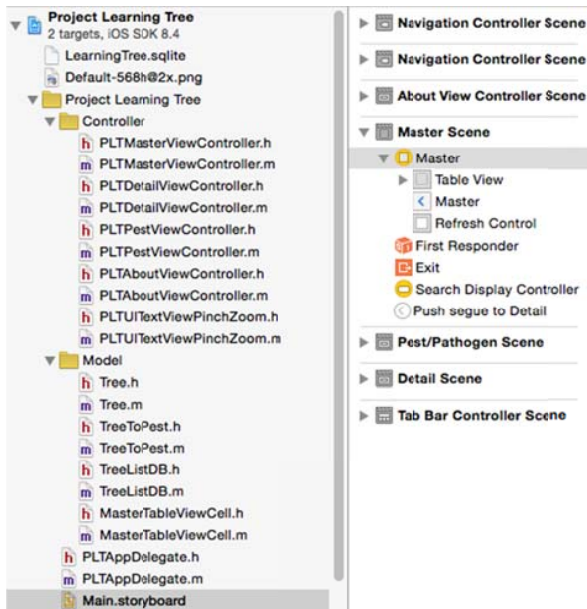 Project Learning Tree
2 targets, iOS SDK 8.4
LearningTree.sqlite
Default-568h@2x.png
Project Learning Tree
Controller
h PLTMasterViewController.h
m PLTMasterViewController.m
h PLTDetailViewController.h
m PLTDetailViewController.m
h PLTPestViewController.h
m PLTPestViewController.m
h PLTAboutViewController.h
m PLTAboutViewController.m
h PLTUITextViewPinchZoom.h
m PLTUITextViewPinchZoom.m
Model
h Tree.h
m Tree.m
h TreeToPest.h
m TreeToPest.m
h TreeListDB.h
m TreeListDB.m
h MasterTableViewCell.h
m MasterTableViewCell.m
h PLTAppDelegate.h
m PLTAppDelegate.m
Main.storyboard
Navigation Controller Scene
Navigation Controller Scene
About View Controller Scene
Master Scene
Master
Table View
Master
Refresh Control
First Responder
Exit
Search Display Controller
Push segue to Detail
Pest/Pathogen Scene
Detail Scene
Tab Bar Controller Scene